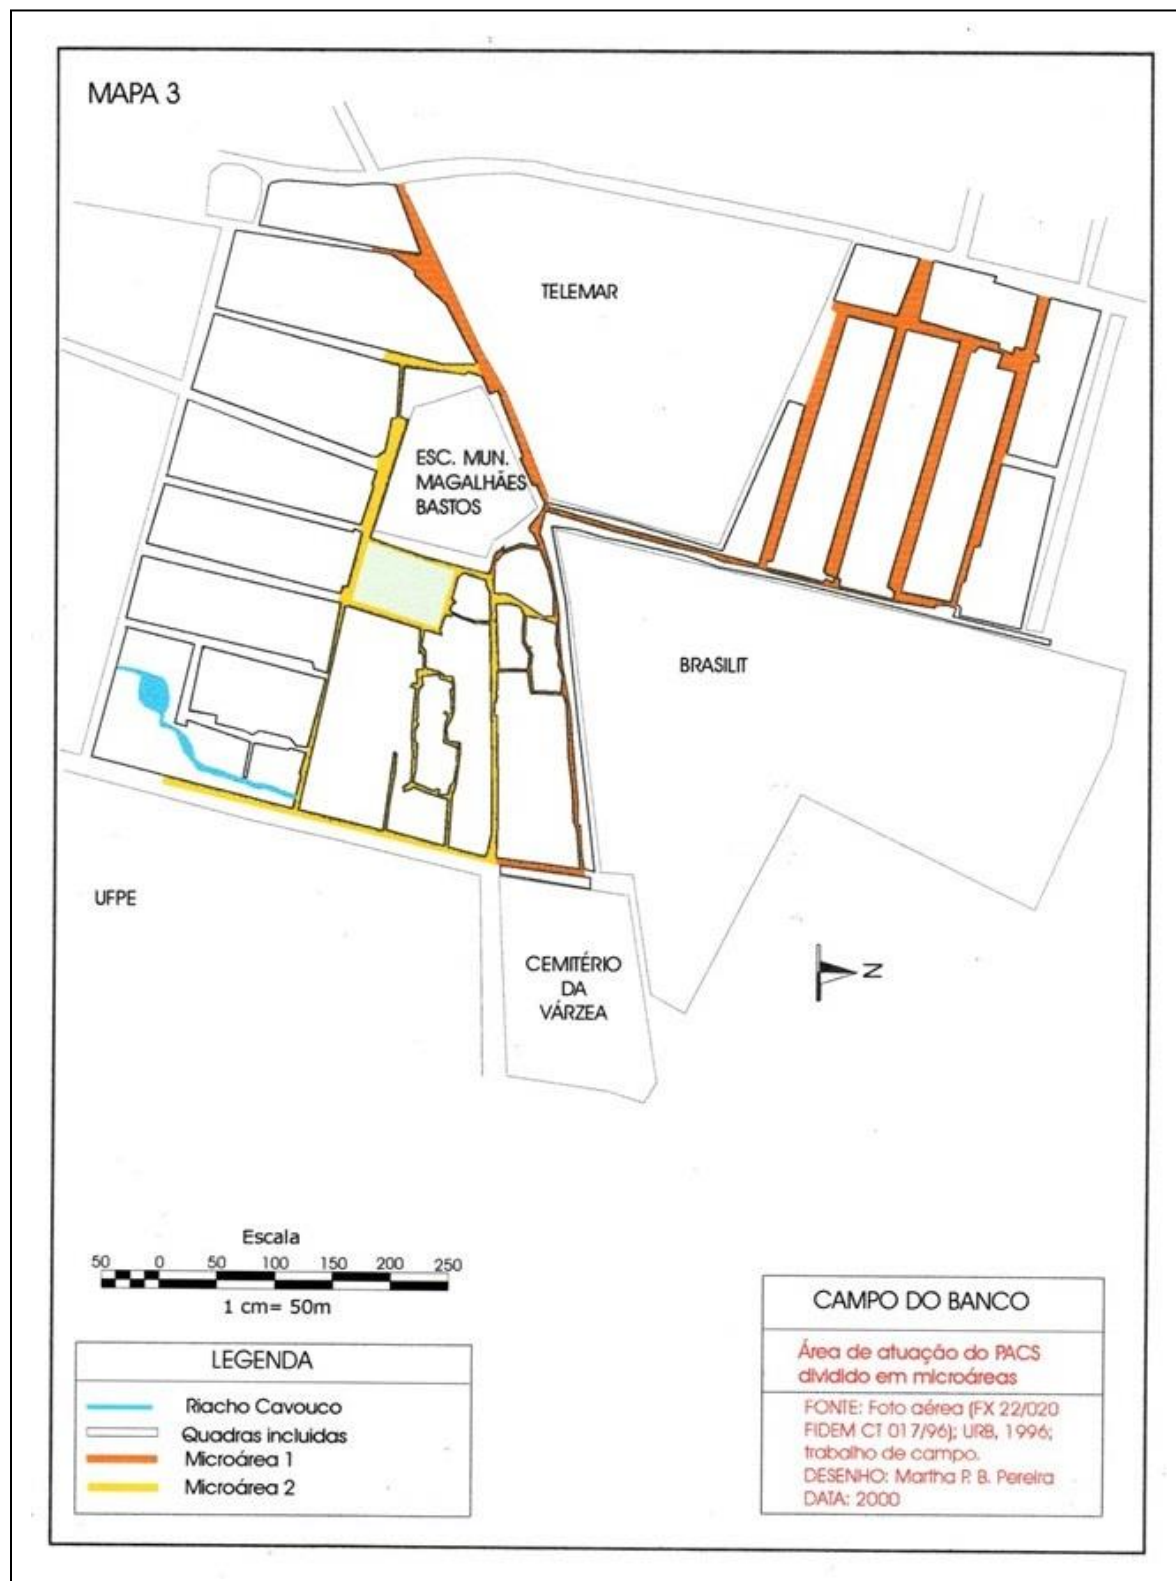 MAPA 3
TELEMAR
ESC. MUN.
MAGALHÃES
BASTOS
BRASILIT
UFPE
CEMITÉRIO
DA
VÁRZEA
N
Escala
50 0 50 100 150 200 250
1 cm= 50m
LEGENDA
Riacho Cavouco
Quadras incluidas
Microárea 1
Microárea 2
CAMPO DO BANCO
Área de atuação do PACS
dividido em microáreas
FONTE: Foto aérea (FX 22/020
FIDEM CT 017/96); URB, 1996;
trabalho de campo.
DESENHO: Martha P. B. Pereira
DATA: 2000